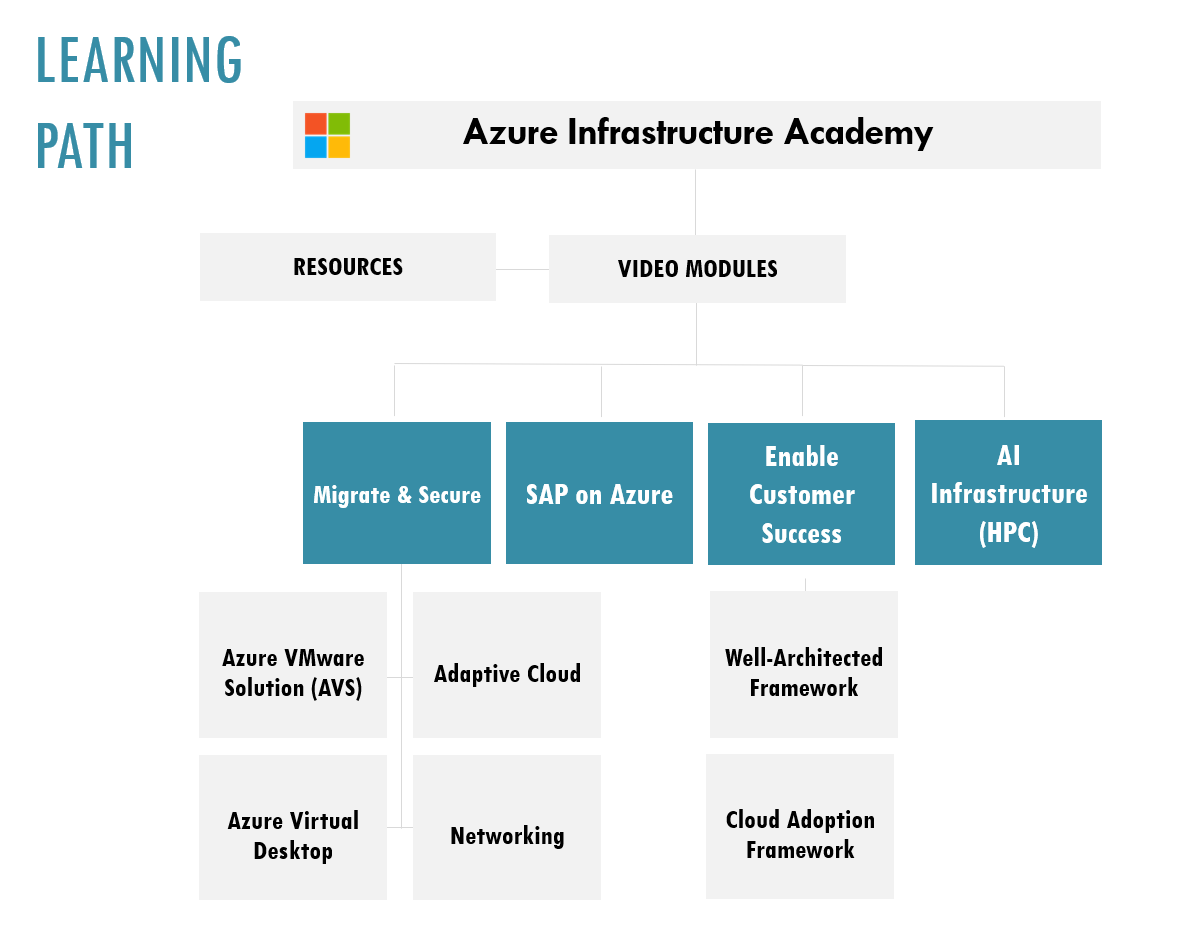 LEARNING
PATH
Azure Infrastructure Academy
RESOURCES
VIDEO MODULES
Migrate & Secure
SAP on Azure
Enable
Customer
Success
AI
Infrastructure
(HPC)
Azure VMware
Solution (AVS)
Adaptive Cloud
Well-Architected
Framework
Azure Virtual
Desktop
Networking
Cloud Adoption
Framework